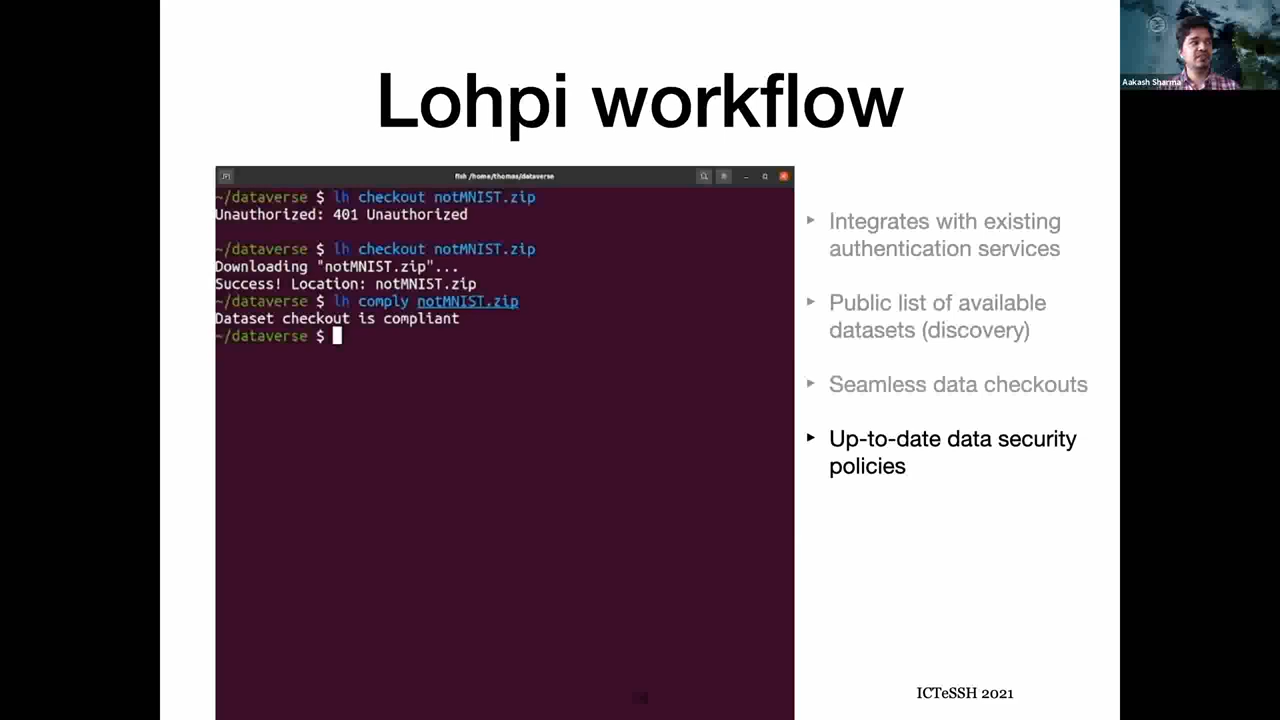 Lohpi workflow
Aakash Sharma
fish /home/thomas/dataverse
~/dataverse $ lh checkout notMNIST.zip
Unauthorized: 401 Unauthorized
~/dataverse $ lh checkout notMNIST.zip
Downloading "notMNIST.zip"...
Success! Location: notMNIST.zip
~/dataverse $ lh comply notMNIST.zip
Dataset checkout is compliant
~/dataverse $
‣ Integrates with existing
authentication services
‣ Public list of available
datasets (discovery)
‣ Seamless data checkouts
‣ Up-to-date data security
policies
ICTeSSH 2021